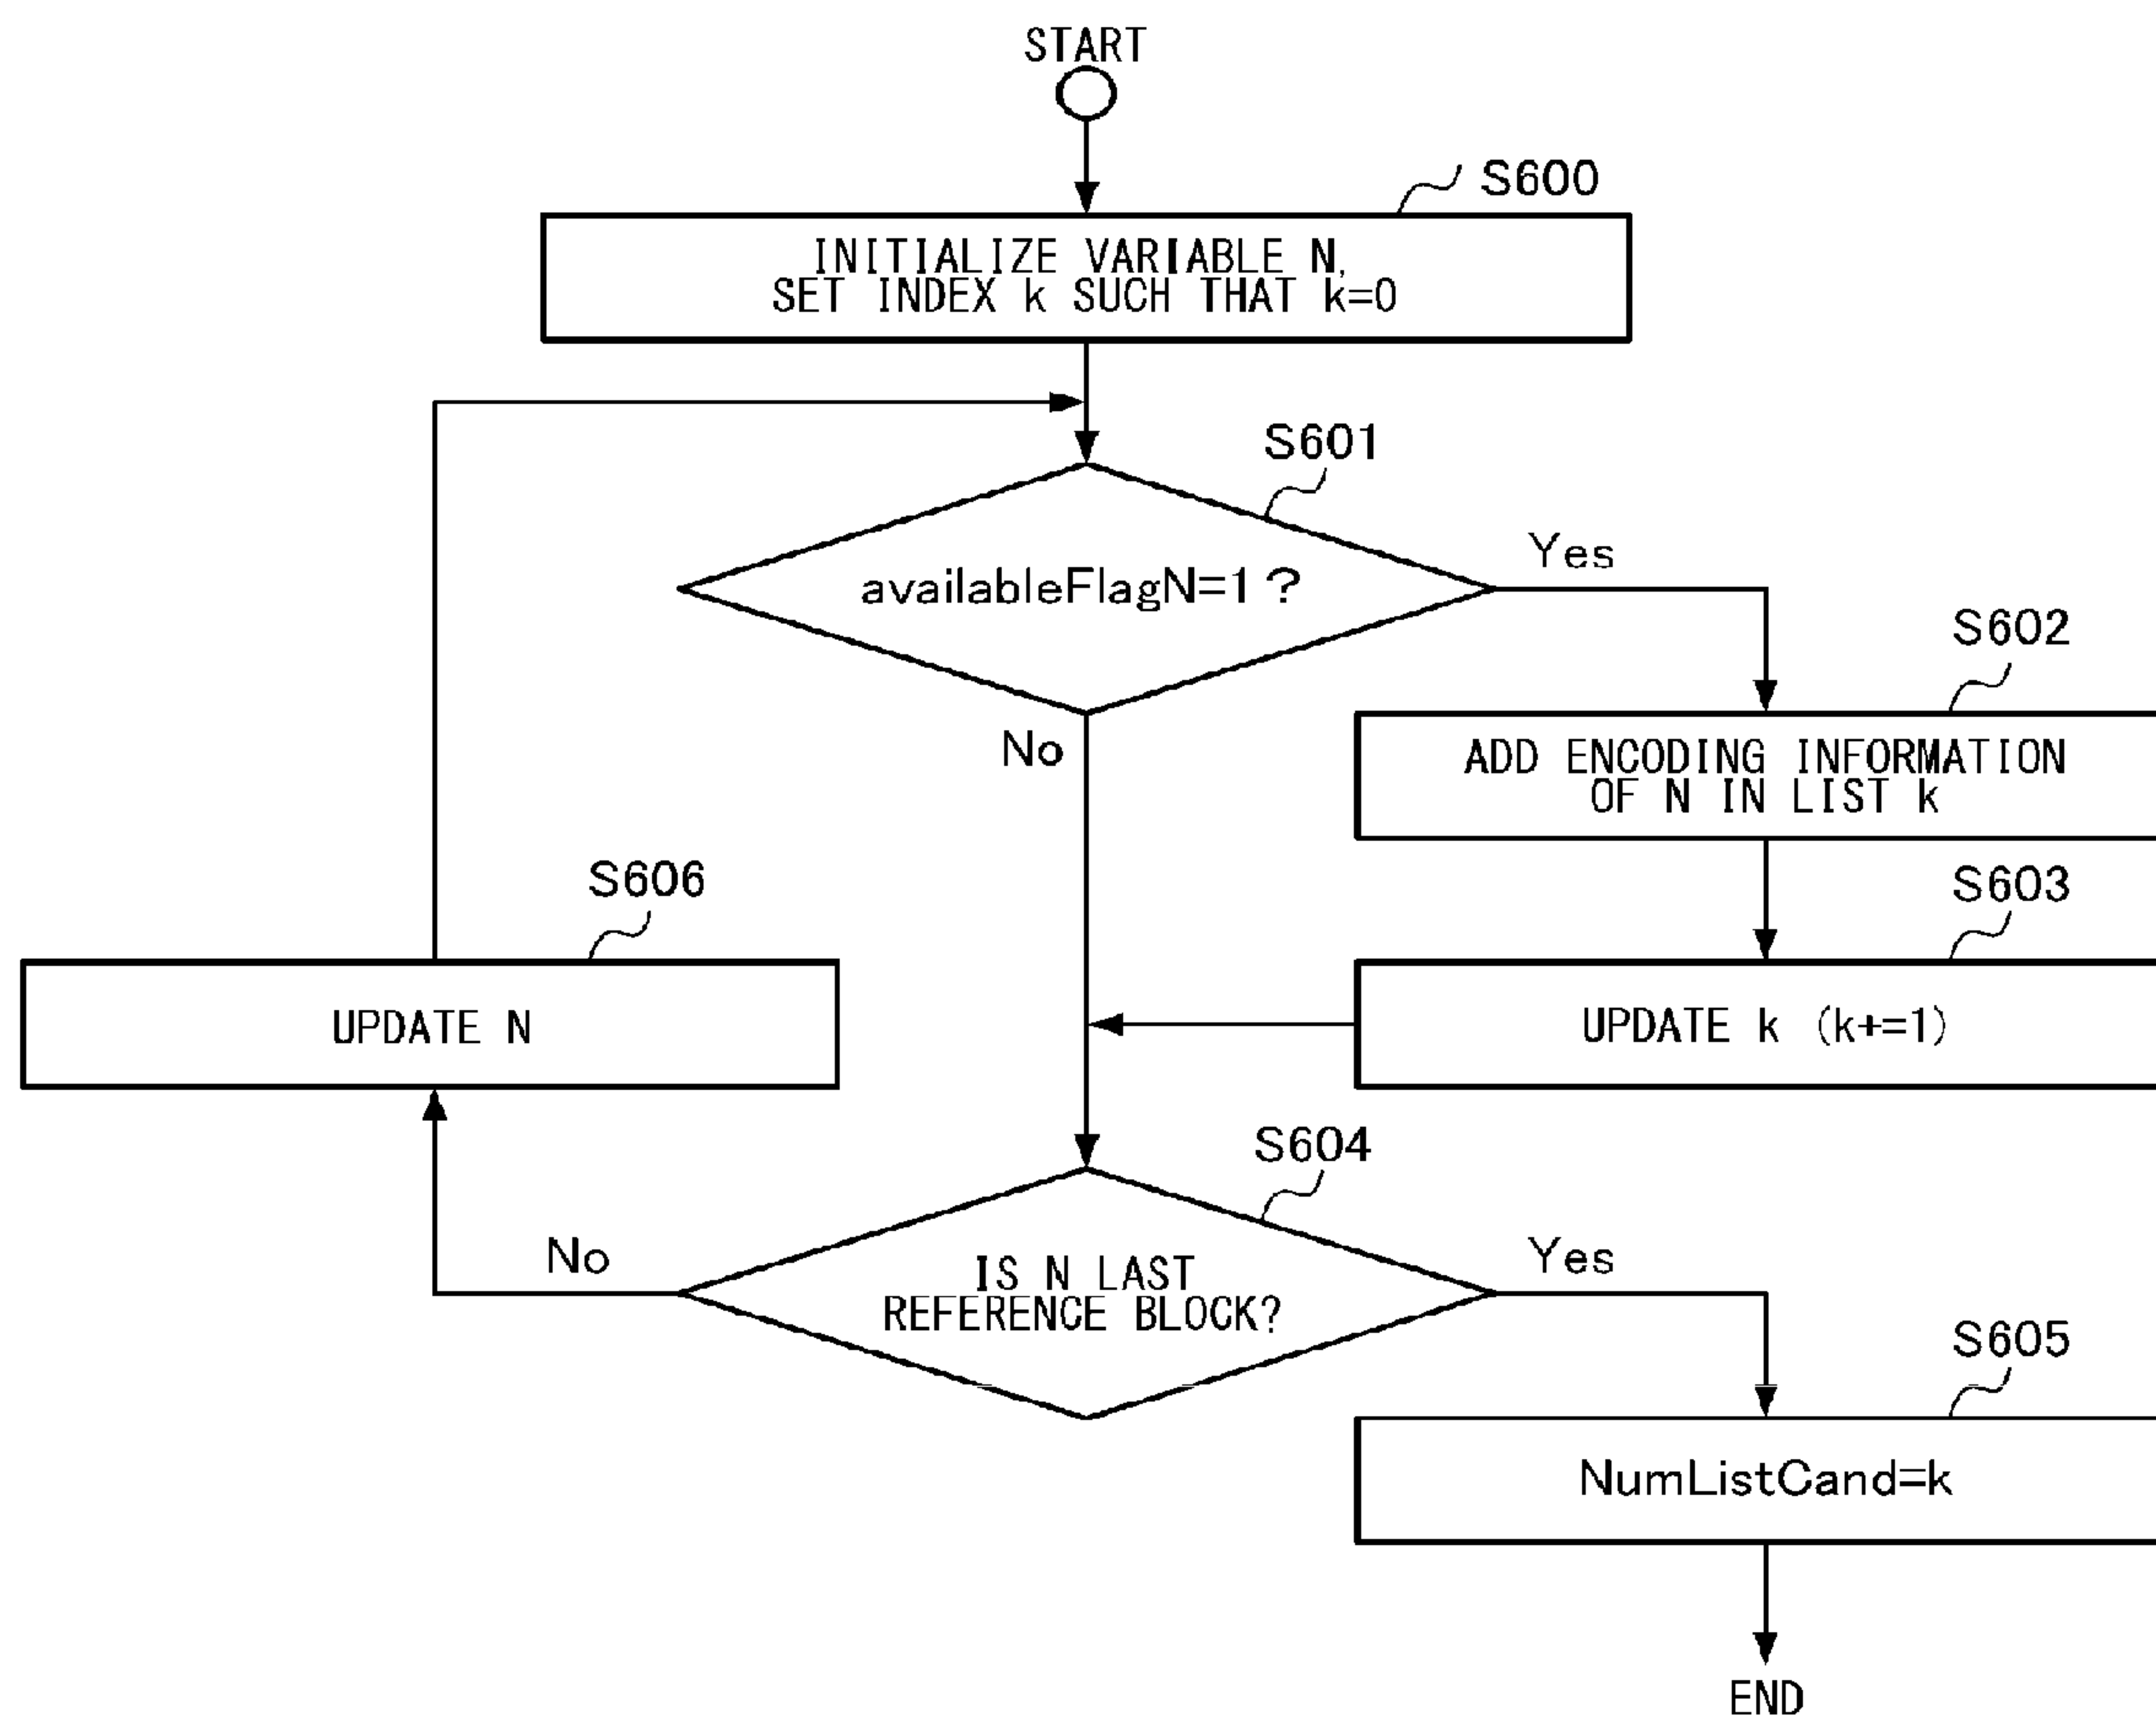 START
S600
INITIALIZE VARIABLE N,
SET INDEX k SUCH THAT k=0
S601
availableFlagN=1?
Yes
No
S602
ADD ENCODING INFORMATION
OF N IN LIST k
S606
S603
UPDATE N
UPDATE k (k+=1)
S604
IS N LAST
REFERENCE BLOCK?
No
Yes
S605
NumListCand=k
END